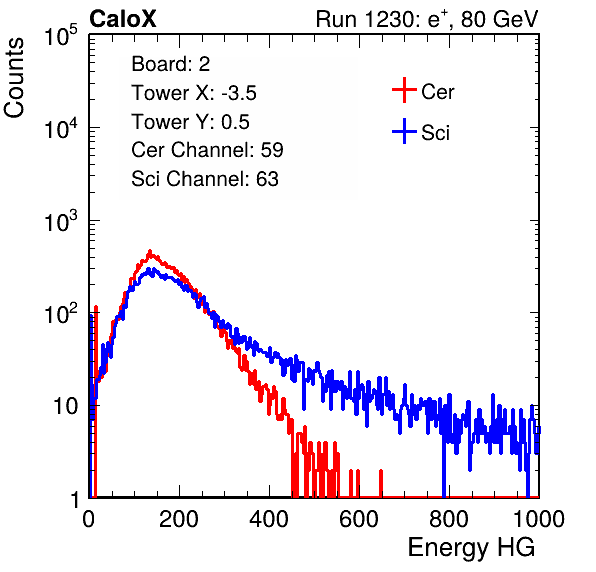 CaloX Run 1230: e⁺, 80 GeV
Counts
Board: 2
Tower X: -3.5
Tower Y: 0.5
Cer Channel: 59
Sci Channel: 63
Cer
Sci
10⁵
10⁴
10³
10²
10
1
0 200 400 600 800 1000
Energy HG